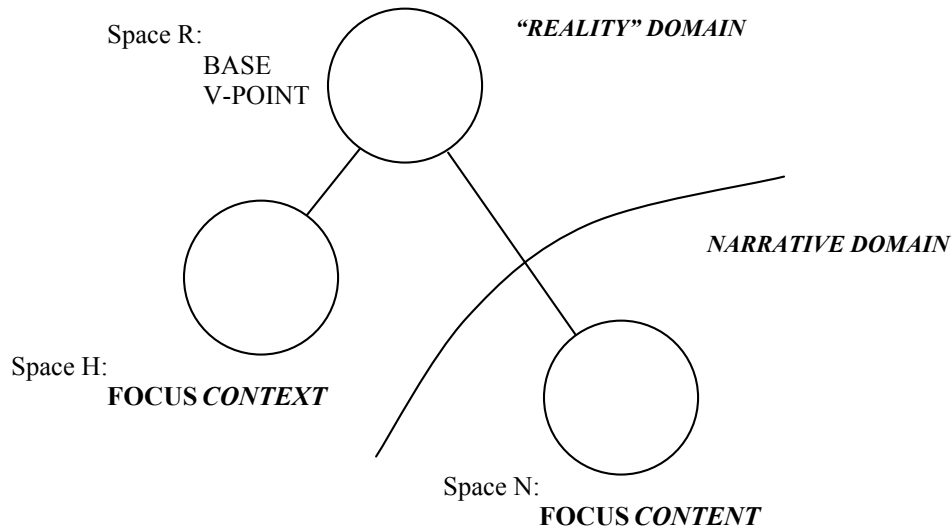 Space R:
BASE
V-POINT
“REALITY” DOMAIN
NARRATIVE DOMAIN
Space H:
FOCUS CONTEXT
Space N:
FOCUS CONTENT